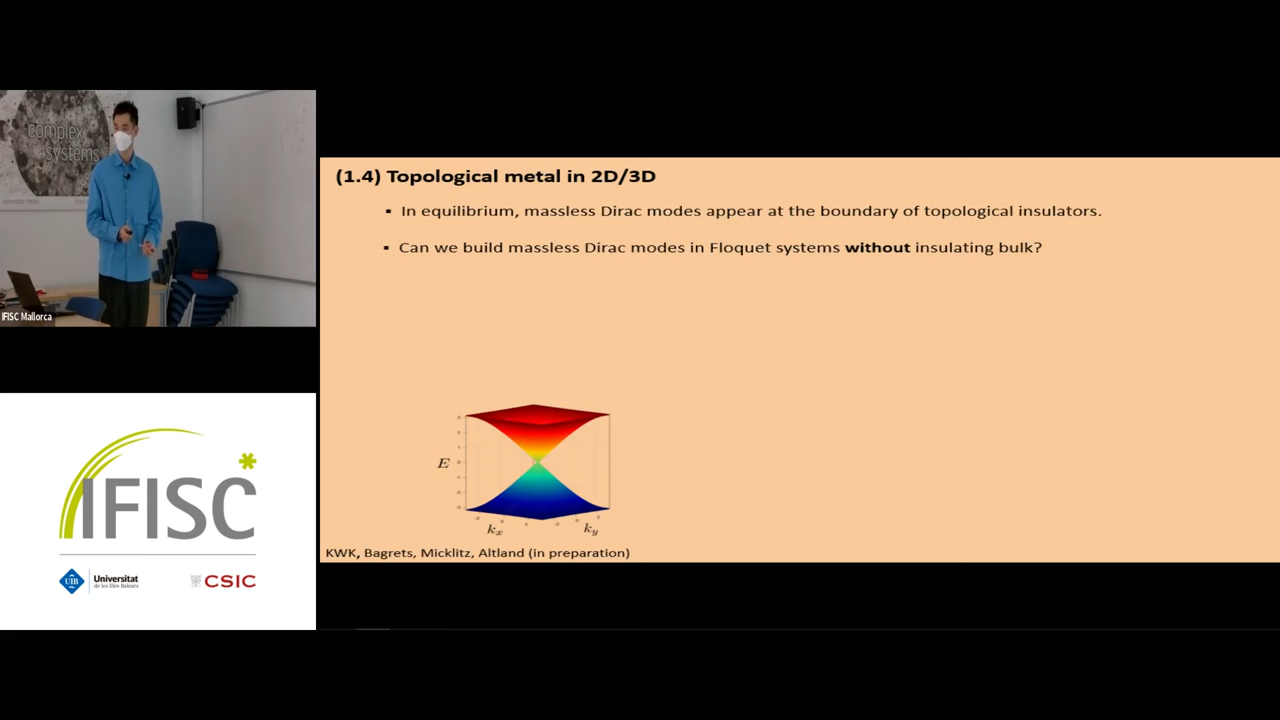 complex
systems
IFISC Mallorca
(1.4) Topological metal in 2D/3D
▪ In equilibrium, massless Dirac modes appear at the boundary of topological insulators.
▪ Can we build massless Dirac modes in Floquet systems without insulating bulk?
E
kx
ky
KWK, Bagrets, Micklitz, Altland (in preparation)
IFISC
UIB
Universitat
de les Illes Balears
CSIC